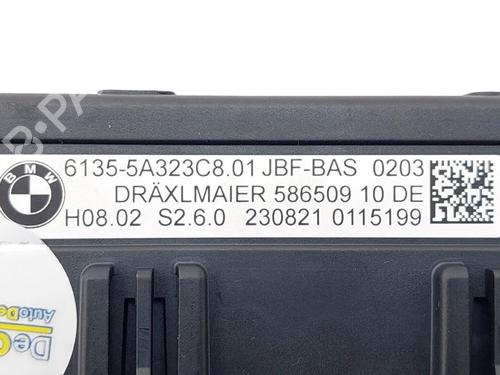 BMW
6135-5A323C8.01 JBF-BAS 0203
DRÄXLMAIER 586509 10 DE
H08.02 S2.6.0 230821 0115199